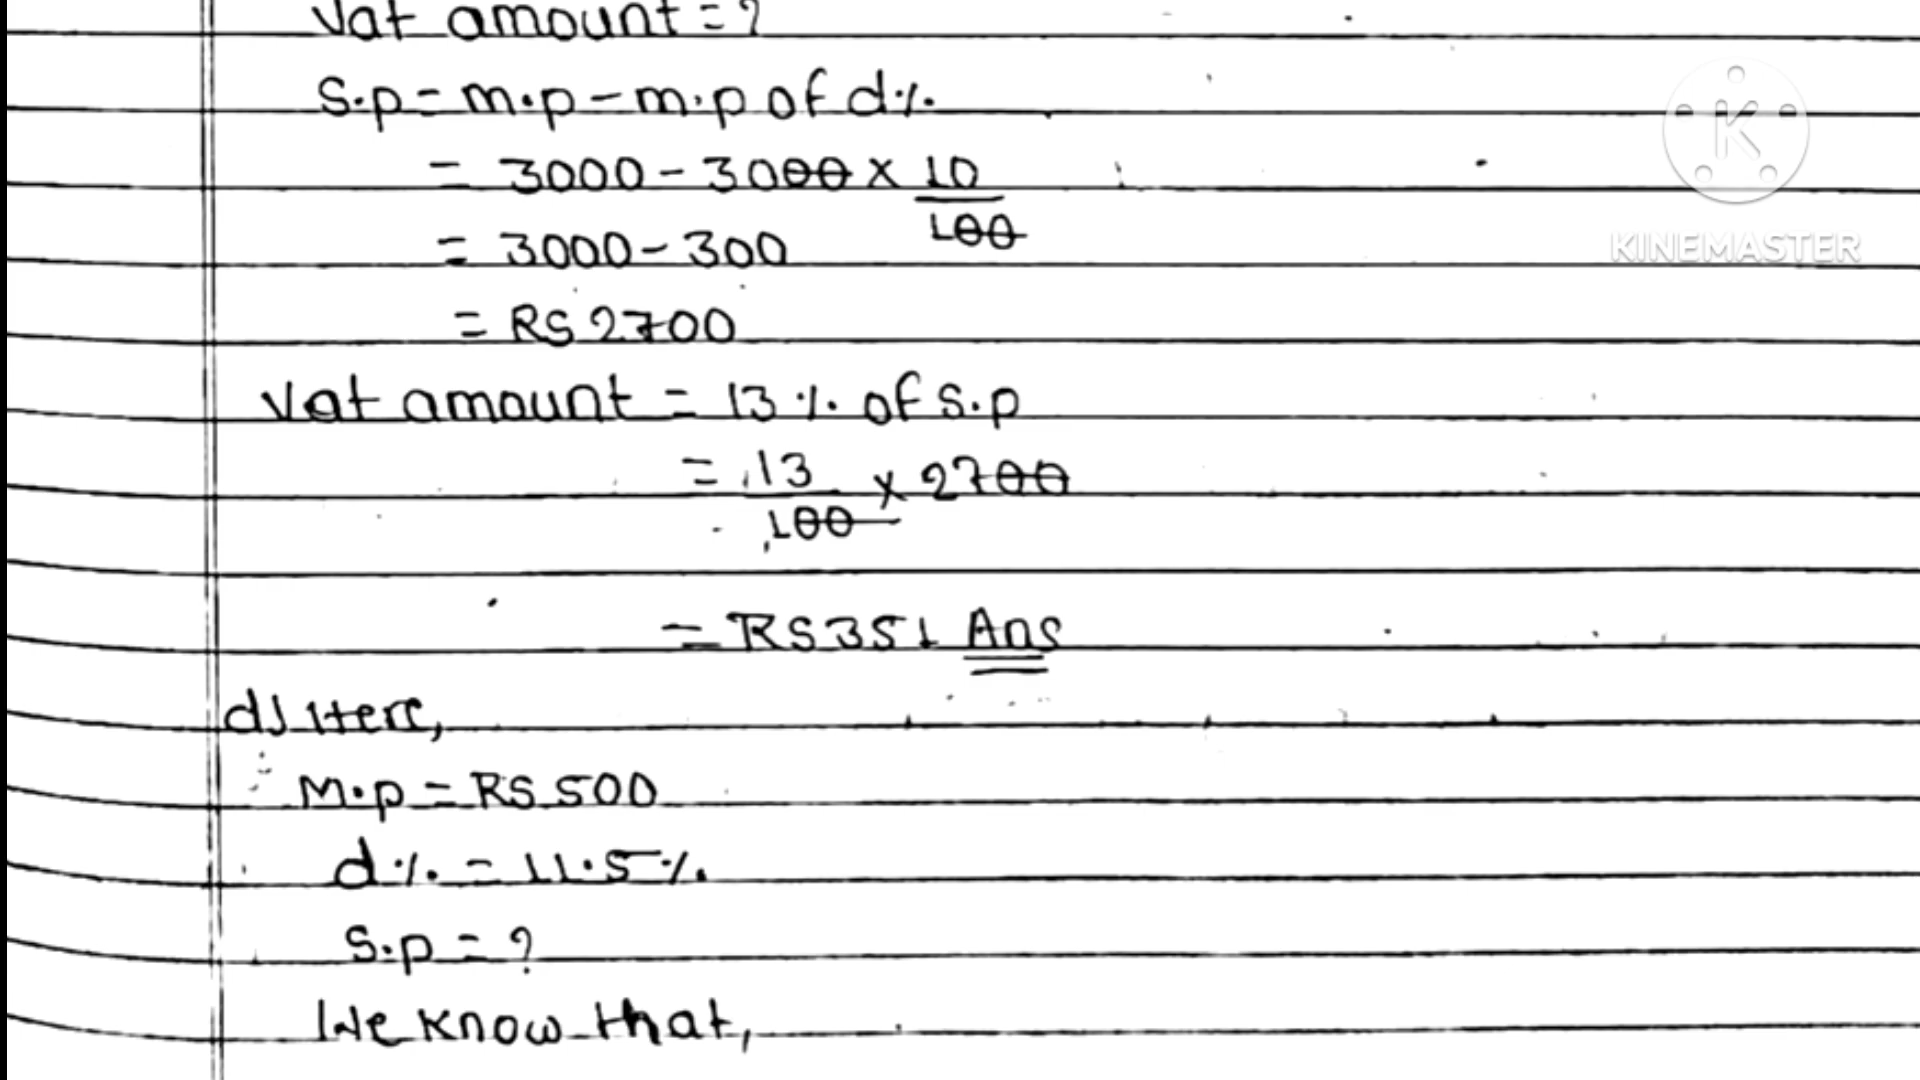 Vat amount = ?
S.p = m.p - m.p of d%
= 3000 - 3000 × 10
100
= 3000 - 300
= RS 2700
Vat amount = 13% of S.p
= 13 × 2700
100
= RS 351 Ans
d) Here,
M.p = RS 500
d% = 11.5%
S.p = ?
We know that,
KINEMASTER